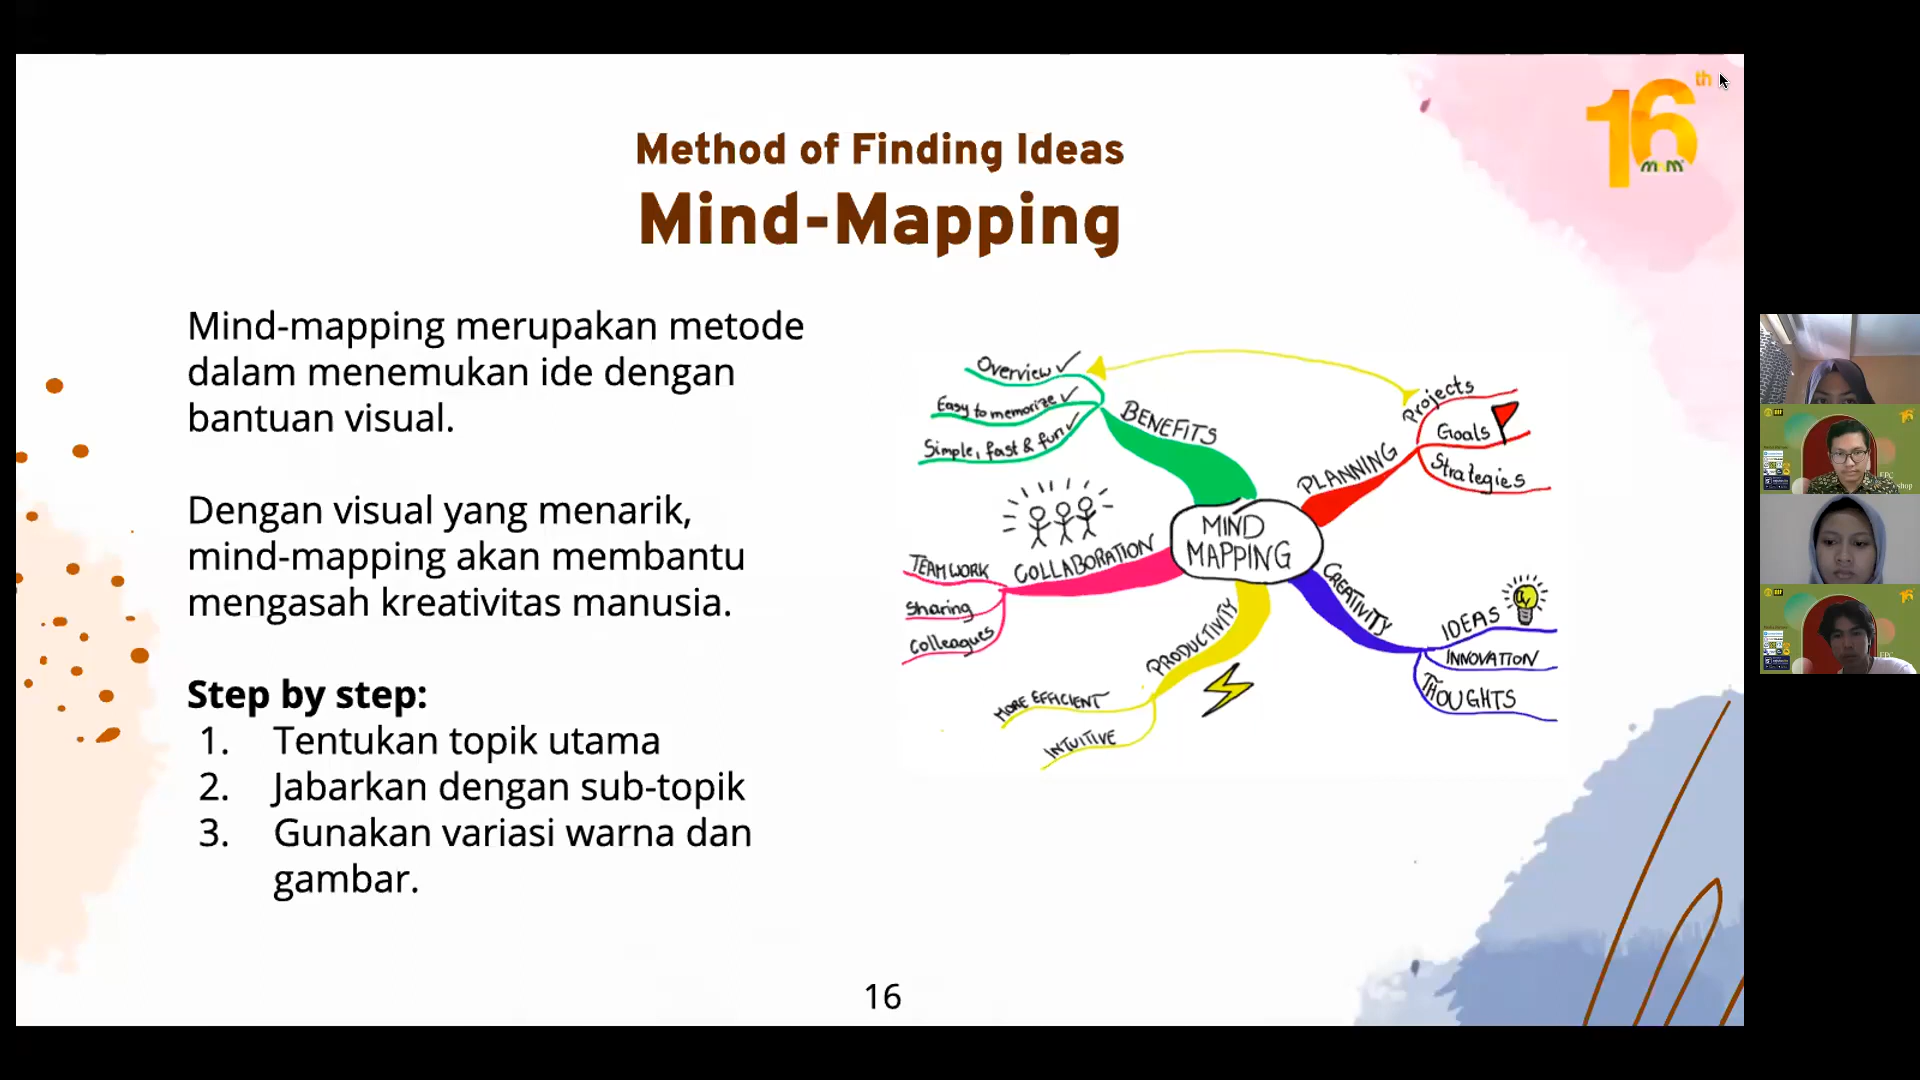 16th
Method of Finding Ideas
Mind-Mapping
Mind-mapping merupakan metode
dalam menemukan ide dengan
bantuan visual.
Dengan visual yang menarik,
mind-mapping akan membantu
mengasah kreativitas manusia.
Step by step:
1. Tentukan topik utama
2. Jabarkan dengan sub-topik
3. Gunakan variasi warna dan
gambar.
Overview ✓
Easy to memorize ✓
Simple, fast & fun ✓
BENEFITS
Projects
Goals
Strategies
PLANNING
MIND
MAPPING
TEAMWORK
Sharing
Colleagues
COLLABORATION
CREATIVITY
IDEAS
INNOVATION
THOUGHTS
PRODUCTIVITY
MORE EFFICIENT
INTUITIVE
16